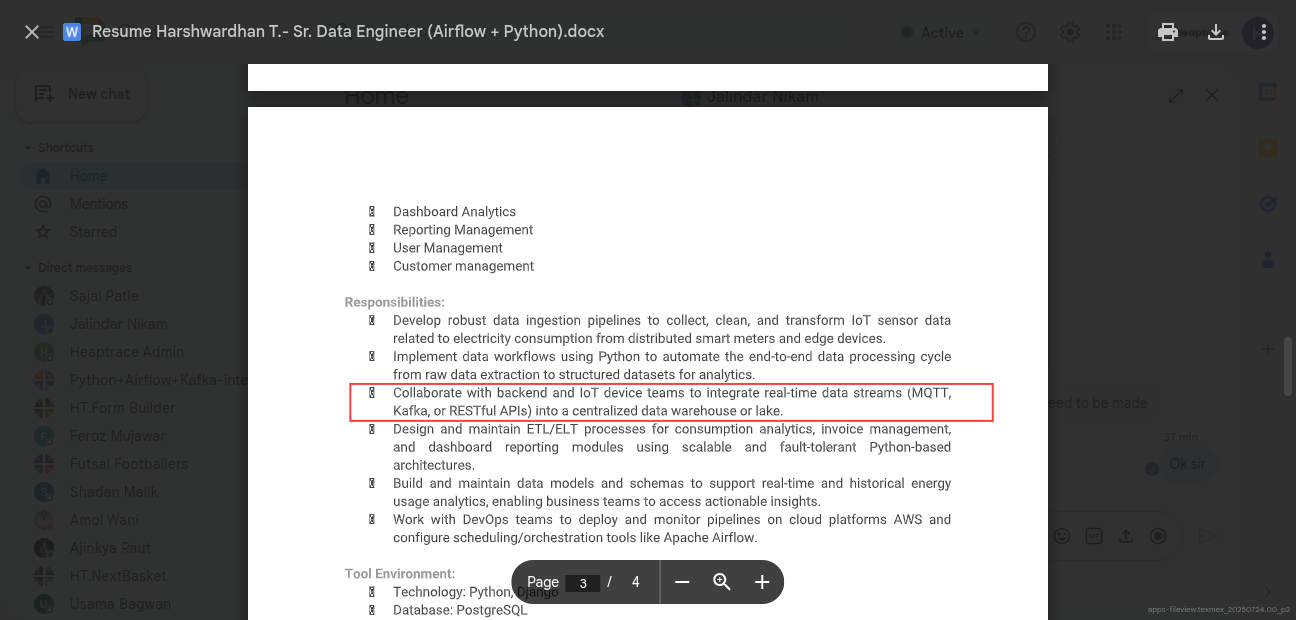 Resume Harshwardhan T.- Sr. Data Engineer (Airflow + Python).docx
Active
New chat
Home
Jalindar Nikam
Shortcuts
Home
Mentions
Starred
Direct messages
Sajal Patle
Jalindar Nikam
Heaptrace Admin
Python+Airflow+Kafka-inte
HT.Form Builder
Feroz Mujawar
Futsal Footballers
Shadan Malik
Amol Wani
Ajinkya Raut
HT.NextBasket
Usama Bagwan
Dashboard Analytics
Reporting Management
User Management
Customer management
Responsibilities:
Develop robust data ingestion pipelines to collect, clean, and transform IoT sensor data
related to electricity consumption from distributed smart meters and edge devices.
Implement data workflows using Python to automate the end-to-end data processing cycle
from raw data extraction to structured datasets for analytics.
Collaborate with backend and IoT device teams to integrate real-time data streams (MQTT,
Kafka, or RESTful APIs) into a centralized data warehouse or lake.
Design and maintain ETL/ELT processes for consumption analytics, invoice management,
and dashboard reporting modules using scalable and fault-tolerant Python-based
architectures.
Build and maintain data models and schemas to support real-time and historical energy
usage analytics, enabling business teams to access actionable insights.
Work with DevOps teams to deploy and monitor pipelines on cloud platforms AWS and
configure scheduling/orchestration tools like Apache Airflow.
Tool Environment:
Technology: Python, Django
Database: PostgreSQL
Page 3 / 4
eed to be made
37 min
Ok sir
apps-fileview.texmex_20250724.00_p2